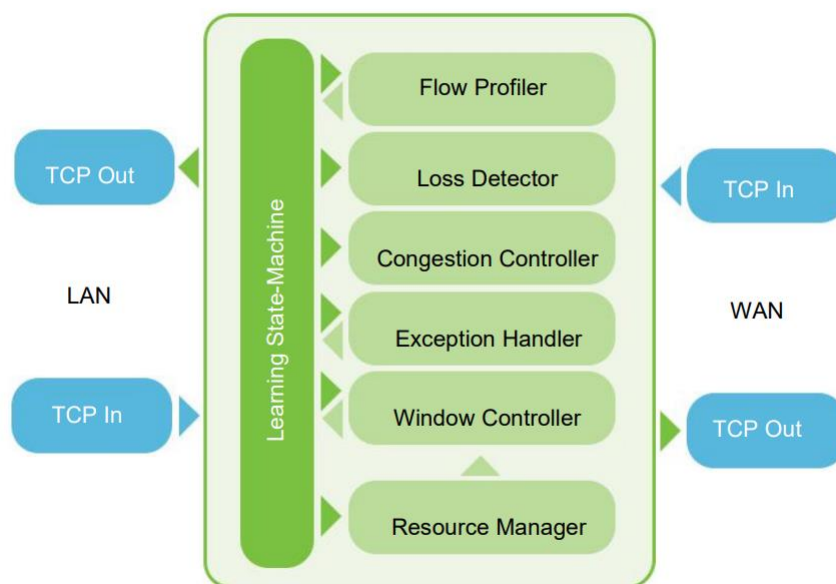 Flow Profiler
TCP Out
Loss Detector
TCP In
Learning State-Machine
Congestion Controller
LAN
WAN
Exception Handler
TCP In
Window Controller
TCP Out
Resource Manager